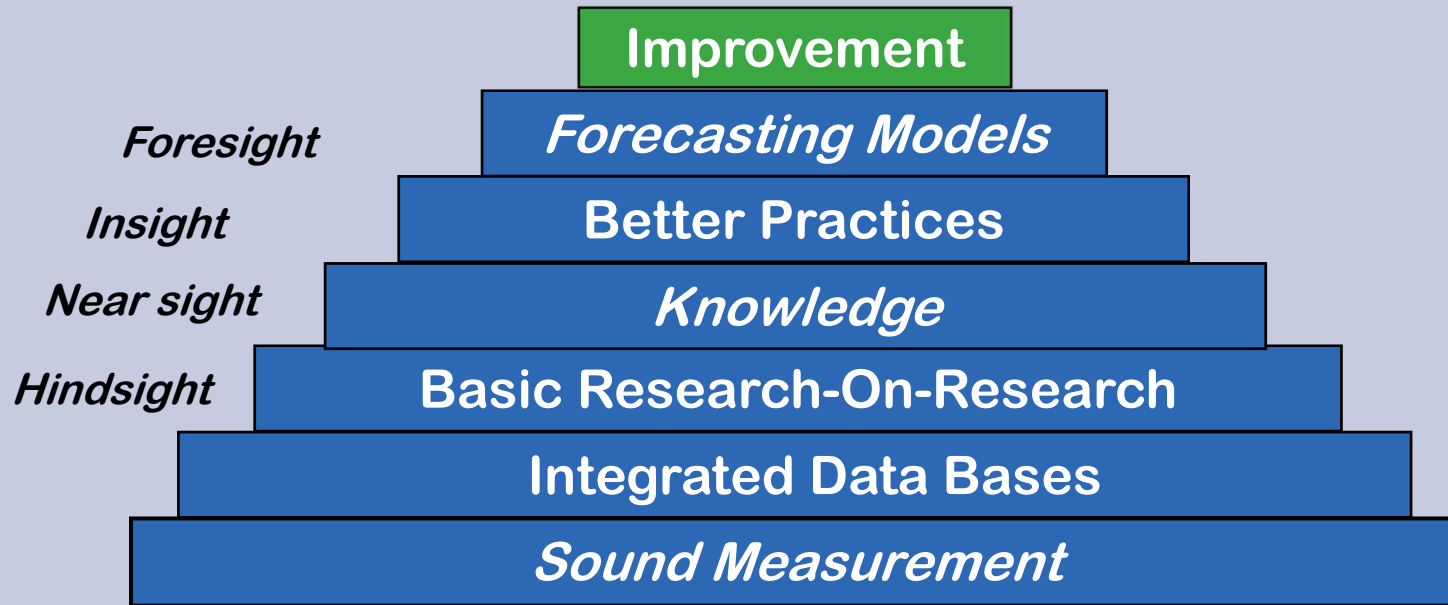 Improvement
Foresight Forecasting Models
Insight Better Practices
Near sight Knowledge
Hindsight Basic Research-On-Research
Integrated Data Bases
Sound Measurement